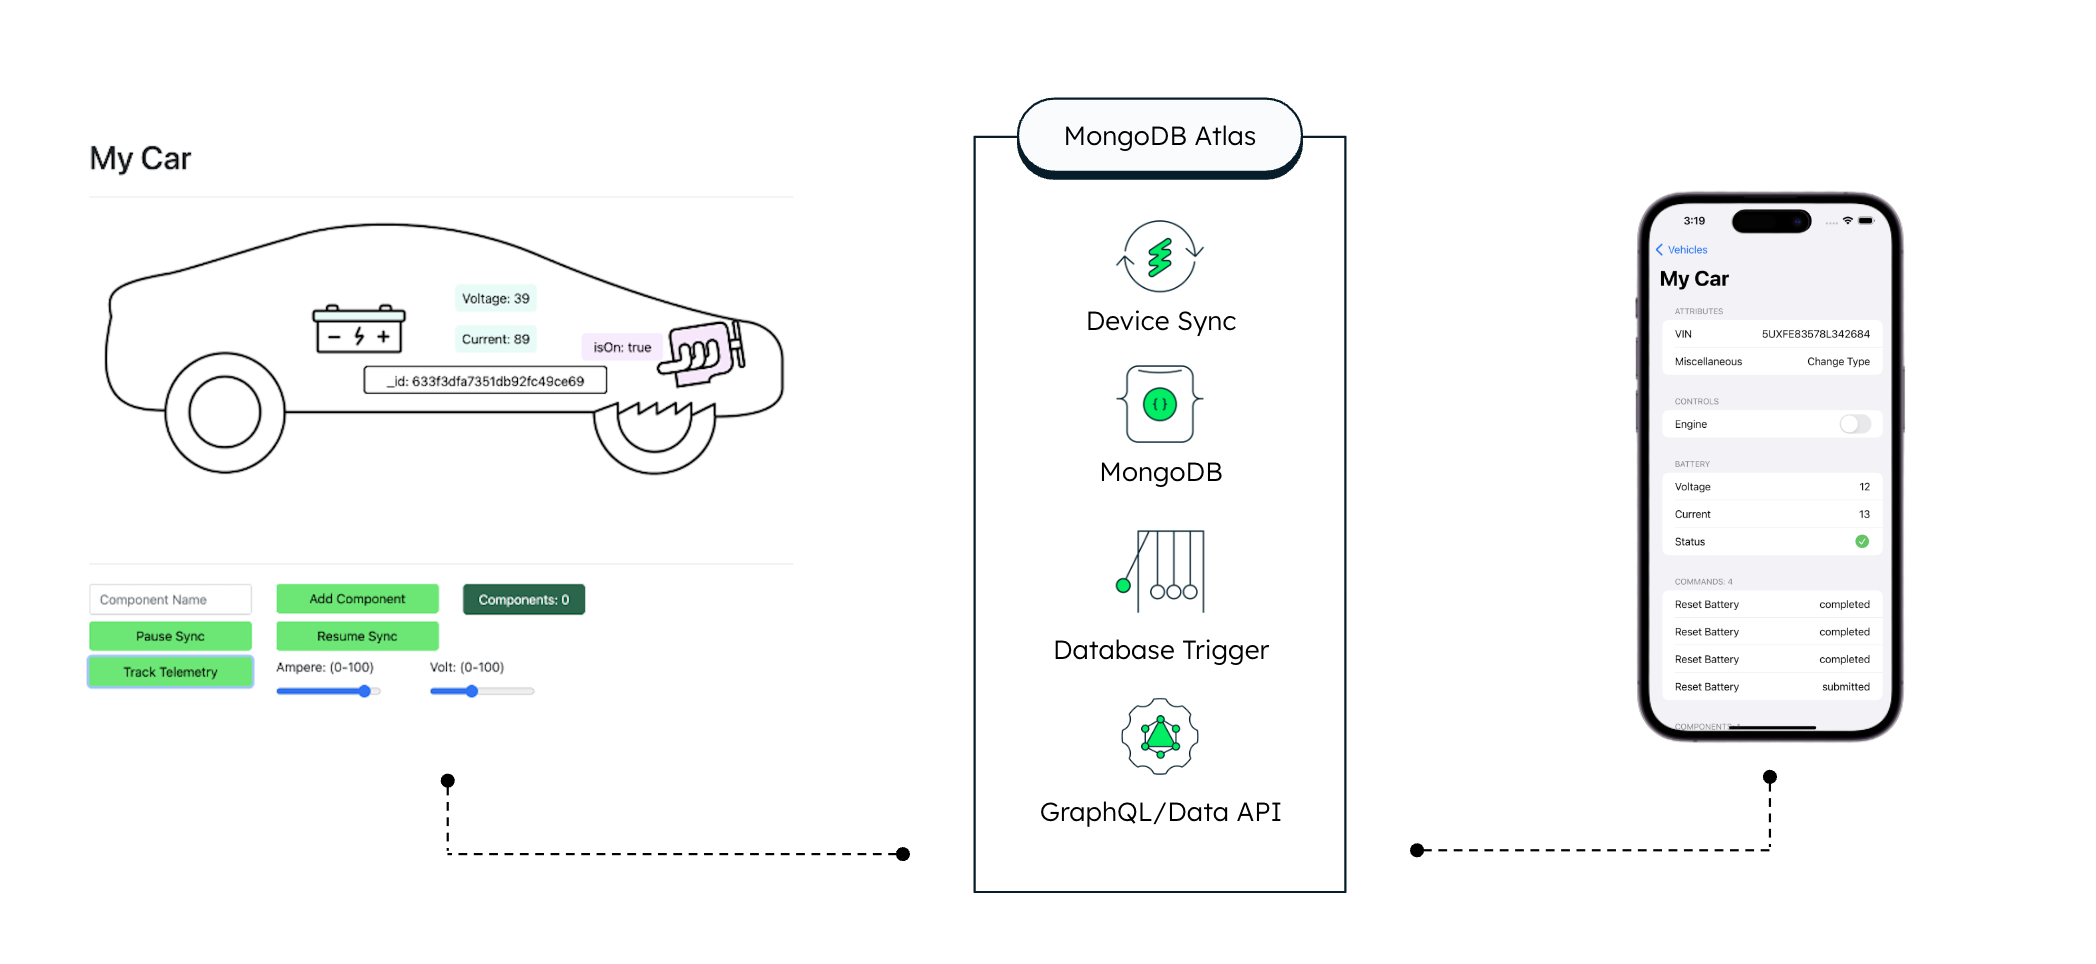 My Car
Voltage: 39
Current: 89
isOn: true
_id: 633f3dfa7351db92fc49ce69
Component Name
Add Component
Components: 0
Pause Sync
Resume Sync
Track Telemetry
Ampere: (0-100)
Volt: (0-100)
MongoDB Atlas
Device Sync
{ }
MongoDB
Database Trigger
GraphQL/Data API
3:19
Vehicles
My Car
ATTRIBUTES
VIN 5UXFE83578L342684
Miscellaneous Change Type
CONTROLS
Engine
BATTERY
Voltage 12
Current 13
Status
COMMANDS: 4
Reset Battery completed
Reset Battery completed
Reset Battery completed
Reset Battery submitted
COMPONENTS: